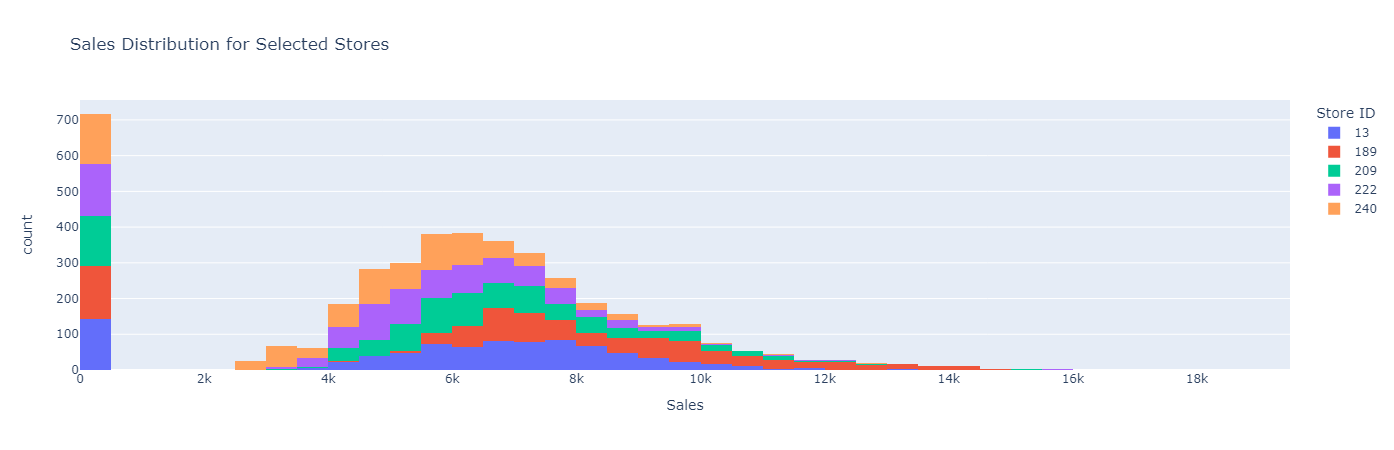 Sales Distribution for Selected Stores
Store ID
13
189
209
222
240
700
600
500
400
300
200
100
0
count
0
2k
4k
6k
8k
10k
12k
14k
16k
18k
Sales